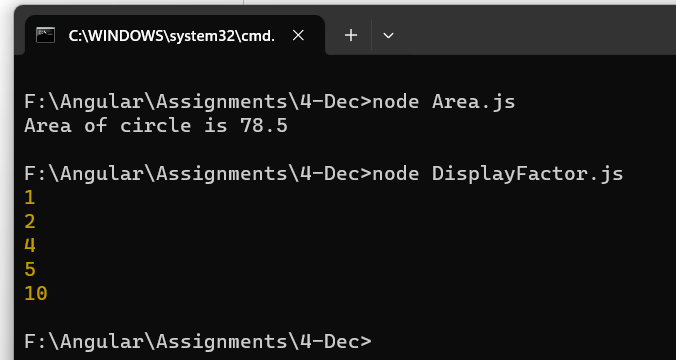 C:\WINDOWS\system32\cmd.
F:\Angular\Assignments\4-Dec>node Area.js
Area of circle is 78.5
F:\Angular\Assignments\4-Dec>node DisplayFactor.js
1
2
4
5
10
F:\Angular\Assignments\4-Dec>